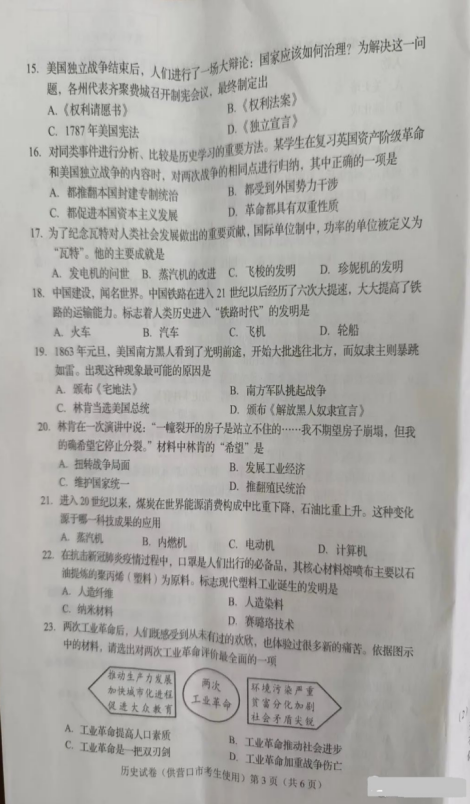 15. 美国独立战争结束后，人们进行了一场大辩论：国家应该如何治理？为解决这一问
题，各州代表齐聚费城召开制宪会议，最终制定出
A.《权利请愿书》 B.《权利法案》
C. 1787年美国宪法 D.《独立宣言》
16. 对同类事件进行分析、比较是历史学习的重要方法。某学生在复习英国资产阶级革命
和美国独立战争的内容时，对两次战争的相同点进行归纳，其中正确的一项是
A. 都推翻本国封建专制统治 B. 都受到外国势力干涉
C. 都促进本国资本主义发展 D. 革命都具有双重性质
17. 为了纪念瓦特对人类社会发展做出的重要贡献，国际单位制中，功率的单位被定义为
“瓦特”。他的主要成就是
A. 发电机的问世 B. 蒸汽机的改进 C. 飞梭的发明 D. 珍妮机的发明
18. 中国建设，闻名世界。中国铁路在进入21世纪以后经历了六次大提速，大大提高了铁
路的运输能力。标志着人类历史进入“铁路时代”的发明是
A. 火车 B. 汽车 C. 飞机 D. 轮船
19. 1863年元旦，美国南方黑人看到了光明前途，开始大批逃往北方，而奴隶主则暴跳
如雷。出现这种现象最可能的原因是
A. 颁布《宅地法》 B. 南方军队挑起战争
C. 林肯当选美国总统 D. 颁布《解放黑人奴隶宣言》
20. 林肯在一次演讲中说：“一幢裂开的房子是站立不住的……我不期望房子崩塌，但我
的确希望它停止分裂。”材料中林肯的“希望”是
A. 扭转战争局面 B. 发展工业经济
C. 维护国家统一 D. 推翻殖民统治
21. 进入20世纪以来，煤炭在世界能源消费构成中比重下降，石油比重上升。这种变化
源于哪一科技成果的应用
A. 蒸汽机 B. 内燃机 C. 电动机 D. 计算机
22. 在抗击新冠肺炎疫情过程中，口罩是人们出行的必备品，其核心材料熔喷布主要以石
油提炼的聚丙烯（塑料）为原料。标志现代塑料工业诞生的发明是
A. 人造纤维 B. 人造染料
C. 纳米材料 D. 赛璐珞技术
23. 两次工业革命后，人们既感受到从未有过的欢欣，也体验过很多新的痛苦。依据图示
中的材料，请选出对两次工业革命评价最全面的一项
推动生产力发展
加快城市化进程
促进大众教育
两次
工业革命
环境污染严重
贫富分化加剧
社会矛盾尖锐
A. 工业革命提高人口素质 B. 工业革命推动社会进步
C. 工业革命是一把双刃剑 D. 工业革命加重战争伤亡
历史试卷（供营口市考生使用）第3页（共6页）